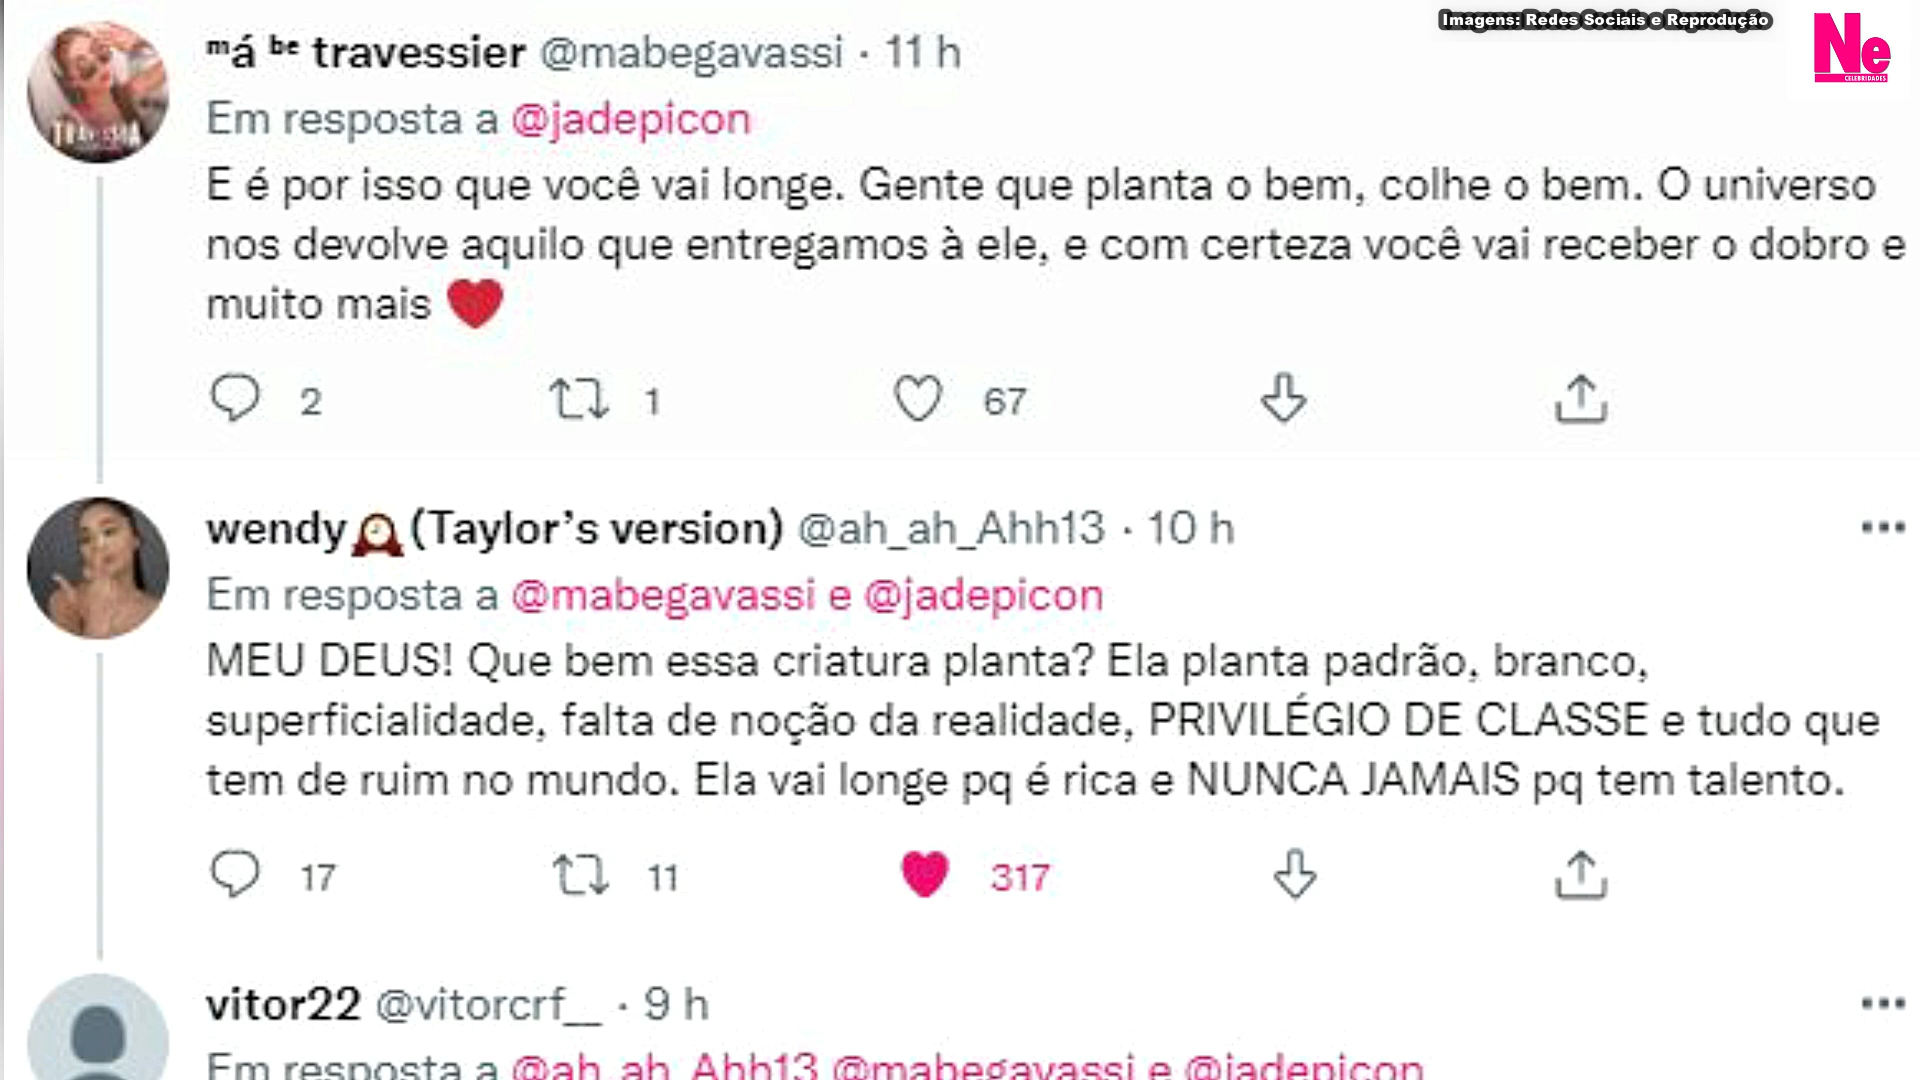 Imagens: Redes Sociais e Reprodução
Ne
CELEBRIDADES
ᵐá ᵇᵉ travessier @mabegavassi · 11 h
Em resposta a @jadepicon
E é por isso que você vai longe. Gente que planta o bem, colhe o bem. O universo
nos devolve aquilo que entregamos à ele, e com certeza você vai receber o dobro e
muito mais ❤️
2 1 67
wendy🕰️(Taylor’s version) @ah_ah_Ahh13 · 10 h
Em resposta a @mabegavassi e @jadepicon
MEU DEUS! Que bem essa criatura planta? Ela planta padrão, branco,
superficialidade, falta de noção da realidade, PRIVILÉGIO DE CLASSE e tudo que
tem de ruim no mundo. Ela vai longe pq é rica e NUNCA JAMAIS pq tem talento.
17 11 317
vitor22 @vitorcrf__ · 9 h
Em resposta a @ah_ah_Ahh13 @mabegavassi e @jadepicon